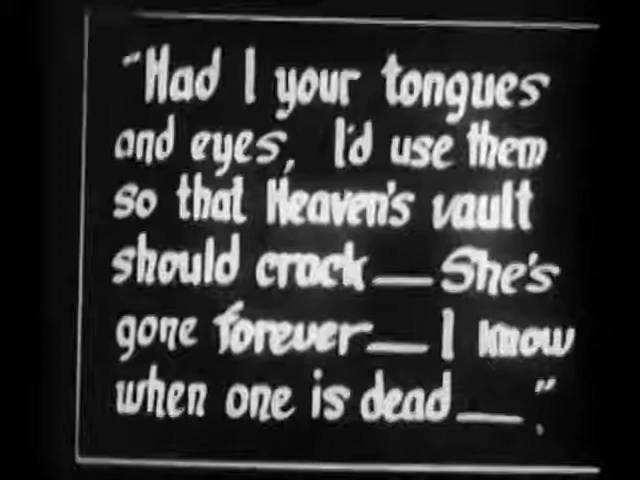 "Had I your tongues
and eyes, I'd use them
so that Heaven's vault
should crack — She's
gone forever — I know
when one is dead — ."